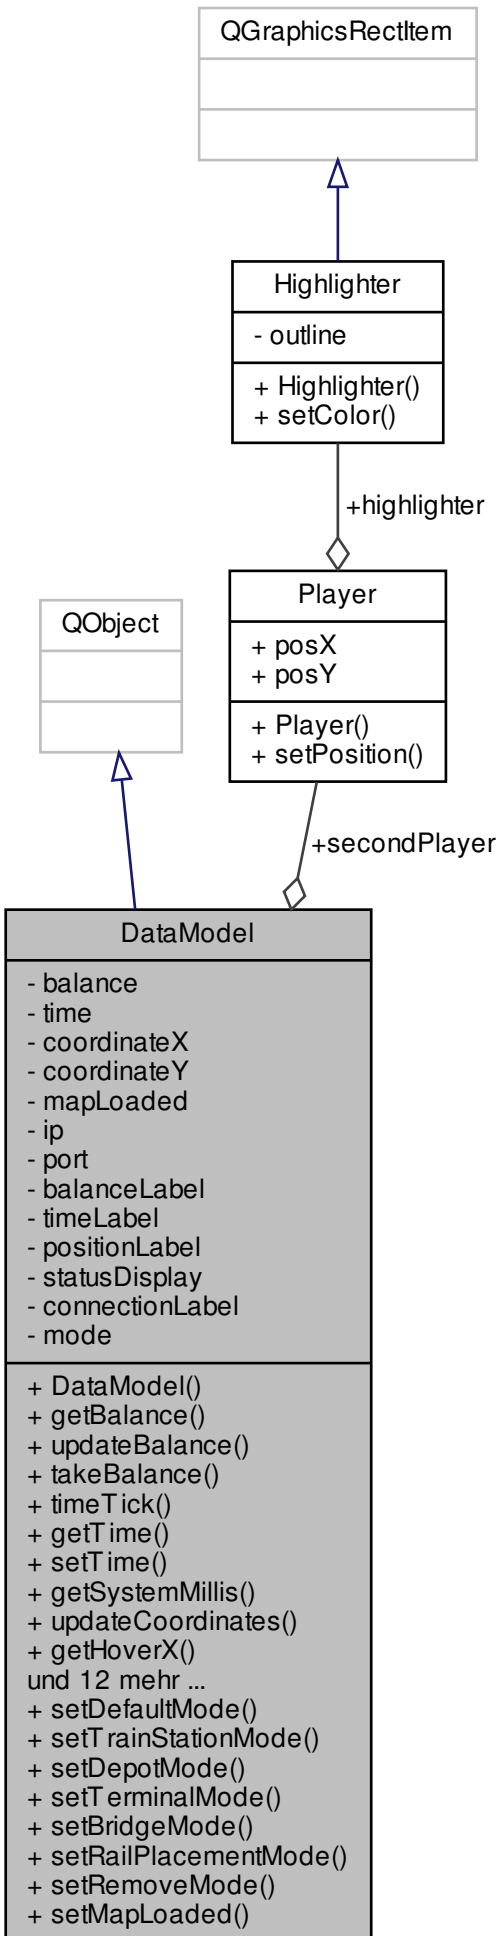 QGraphicsRectItem
Highlighter
- outline
+ Highlighter()
+ setColor()
+highlighter
Player
+ posX
+ posY
+ Player()
+ setPosition()
QObject
+secondPlayer
DataModel
- balance
- time
- coordinateX
- coordinateY
- mapLoaded
- ip
- port
- balanceLabel
- timeLabel
- positionLabel
- statusDisplay
- connectionLabel
- mode
+ DataModel()
+ getBalance()
+ updateBalance()
+ takeBalance()
+ timeTick()
+ getTime()
+ setTime()
+ getSystemMillis()
+ updateCoordinates()
+ getHoverX()
und 12 mehr ...
+ setDefaultMode()
+ setTrainStationMode()
+ setDepotMode()
+ setTerminalMode()
+ setBridgeMode()
+ setRailPlacementMode()
+ setRemoveMode()
+ setMapLoaded()